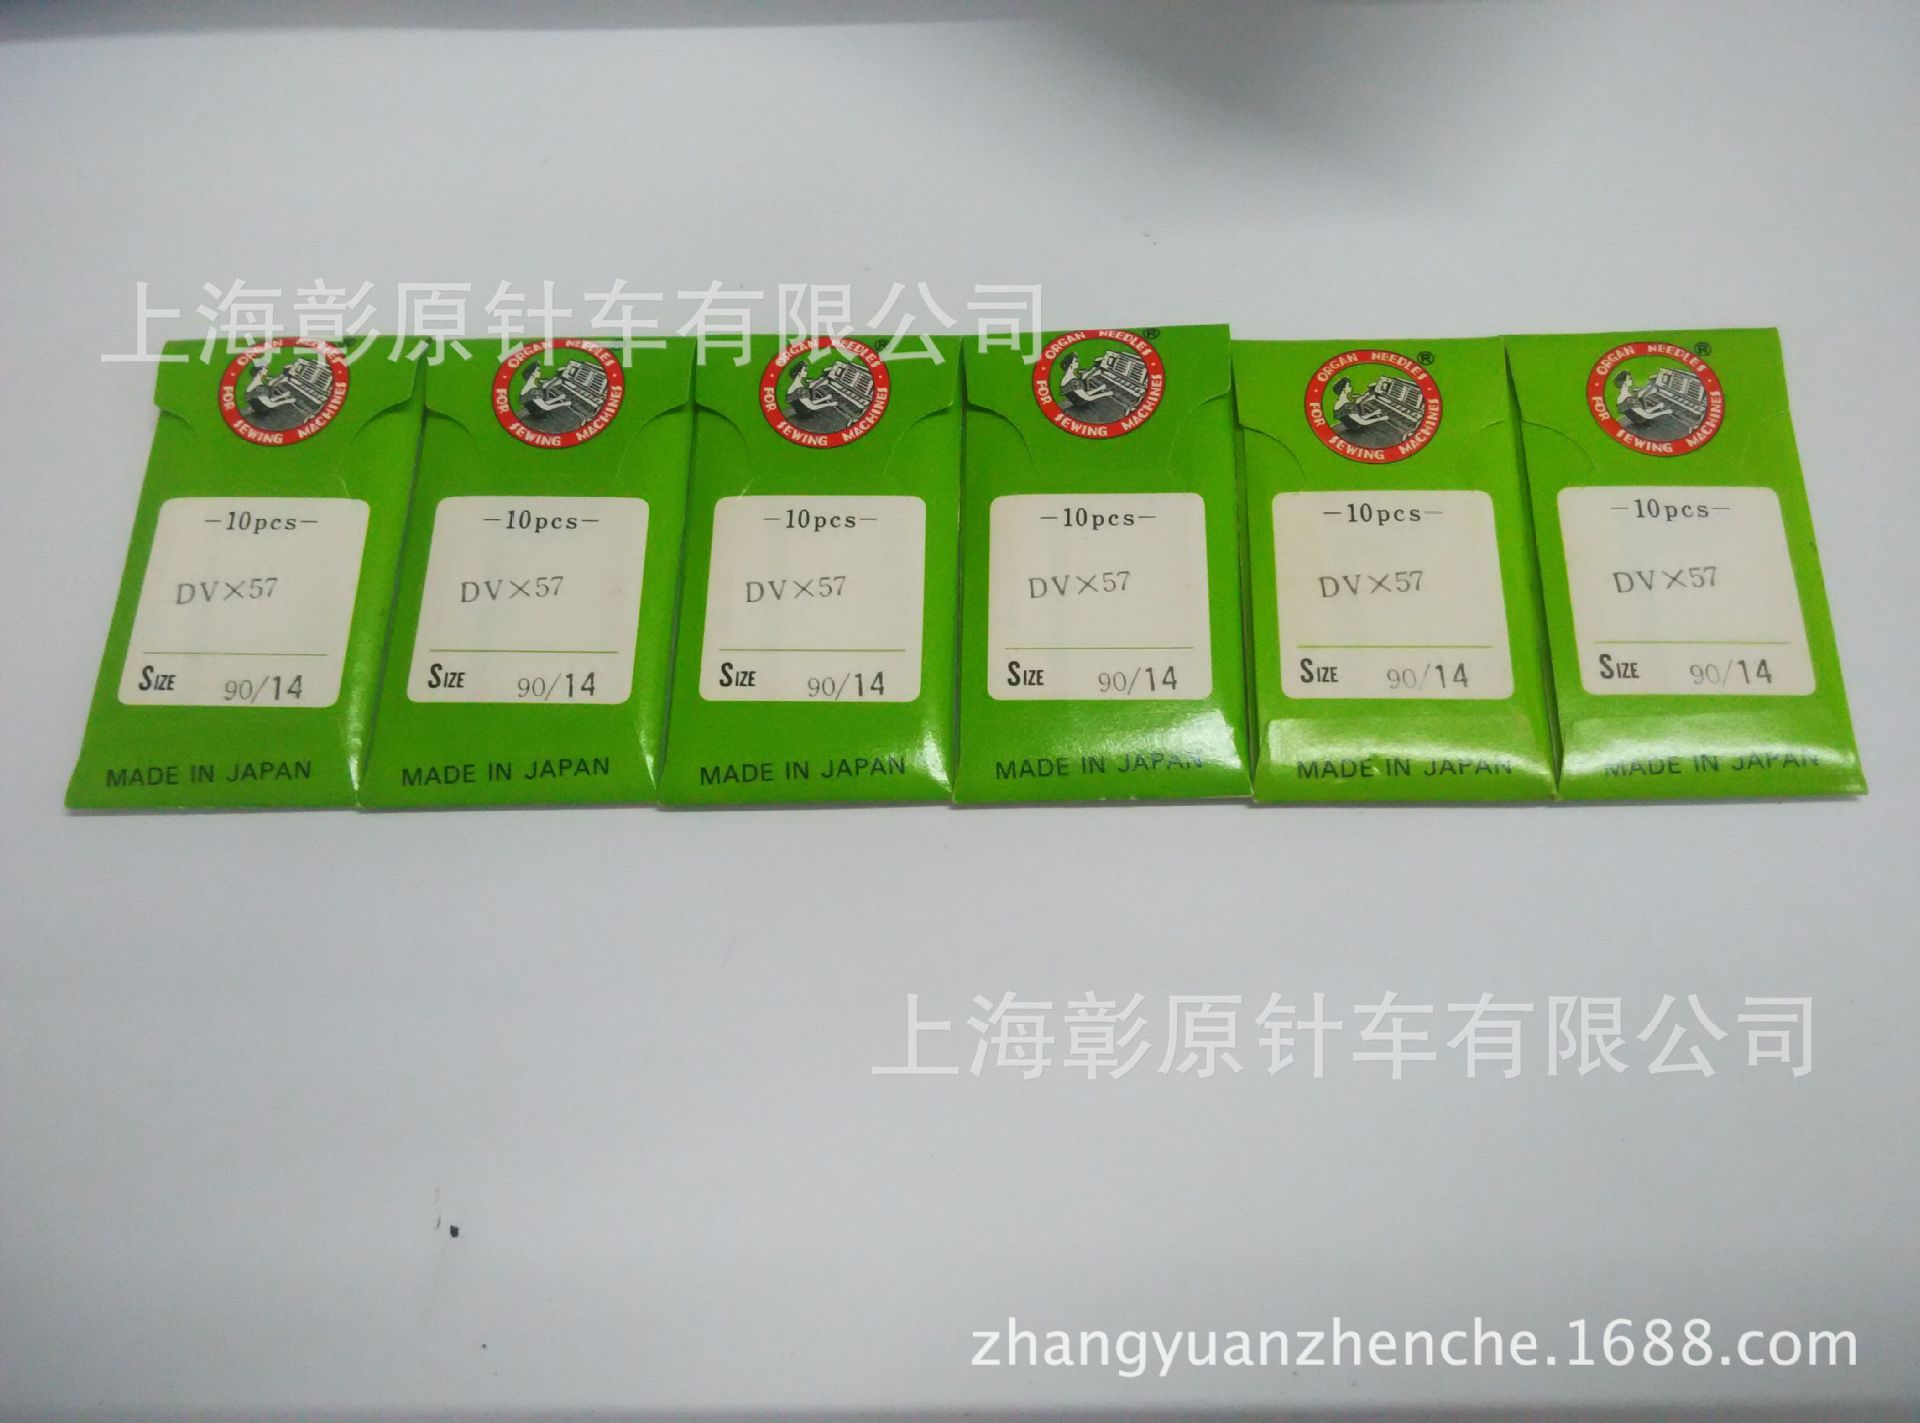 上海彰原针车有限公司
ORGAN NEEDLES ®
FOR SEWING MACHINES
ORGAN NEEDLES
FOR SEWING MACHINES
ORGAN NEEDLES ®
FOR SEWING MACHINES
ORGAN NEEDLES ®
FOR SEWING MACHINES
ORGAN NEEDLES ®
FOR SEWING MACHINES
ORGAN NEEDLES ®
FOR SEWING MACHINES
-10pcs- -10pcs- -10pcs- -10pcs- -10pcs- -10pcs-
DV×57 DV×57 DV×57 DV×57 DV×57 DV×57
SIZE 90/14 SIZE 90/14 SIZE 90/14 SIZE 90/14 SIZE 90/14 SIZE 90/14
MADE IN JAPAN MADE IN JAPAN MADE IN JAPAN MADE IN JAPAN MADE IN JAPAN MADE IN JAPAN
上海彰原针车有限公司
zhangyuanzhenche.1688.com